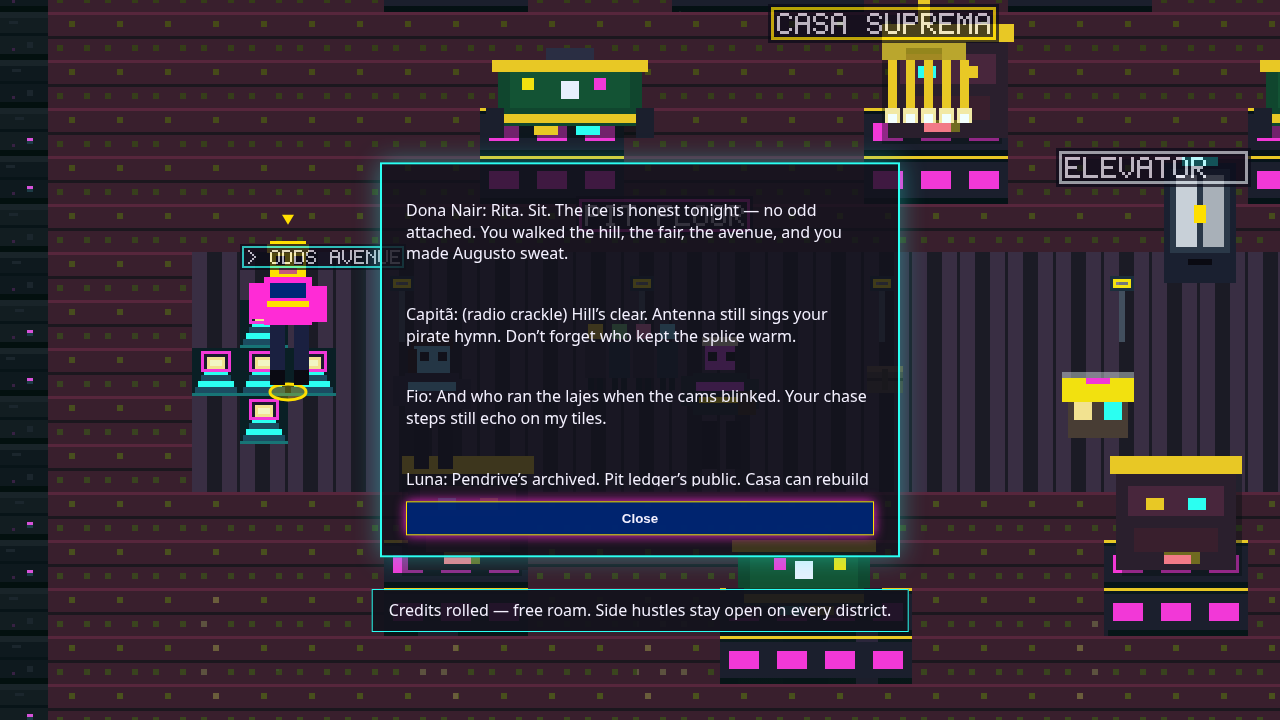 CASA SUPREMA
ELEVATOR
> ODDS AVENUE
Dona Nair: Rita. Sit. The ice is honest tonight — no odd
attached. You walked the hill, the fair, the avenue, and you
made Augusto sweat.
Capitã: (radio crackle) Hill’s clear. Antenna still sings your
pirate hymn. Don’t forget who kept the splice warm.
Fio: And who ran the lajes when the cams blinked. Your chase
steps still echo on my tiles.
Luna: Pendrive’s archived. Pit ledger’s public. Casa can rebuild
Close
Credits rolled — free roam. Side hustles stay open on every district.